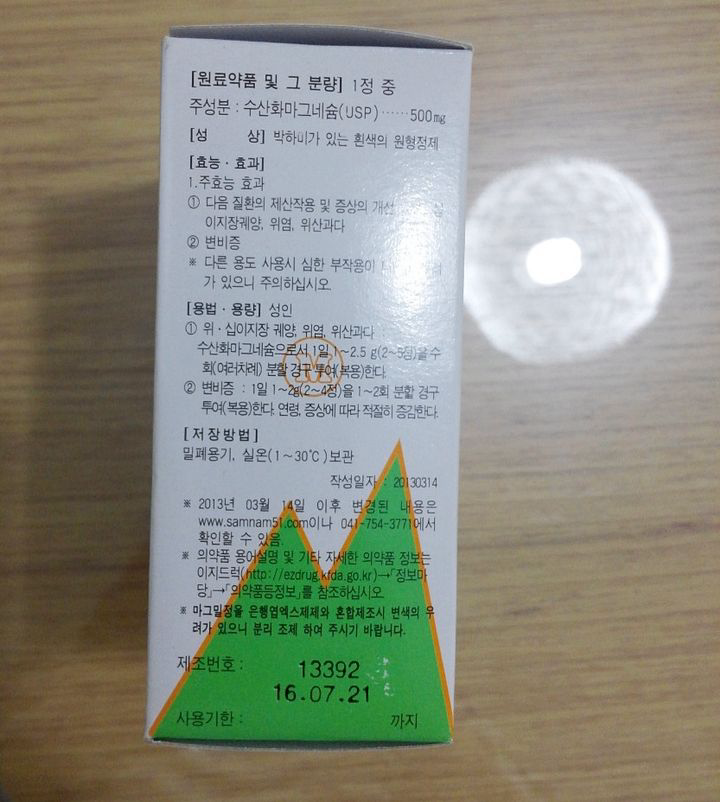 [원료약품 및 그 분량] 1정 중
주성분 : 수산화마그네슘(USP)······500mg
[성 상] 박하미가 있는 흰색의 원형정제
[효능·효과]
1.주효능 효과
① 다음 질환의 제산작용 및 증상의 개선
이지장궤양, 위염, 위산과다
② 변비증
※ 다른 용도 사용시 심한 부작용이
가 있으니 주의하십시오.
[용법·용량] 성인
① 위·십이지장 궤양, 위염, 위산과다 :
수산화마그네슘으로서 1일 1~2.5 g(2~5정)을 수
회(여러차례) 분할 경구 투여(복용)한다.
② 변비증 : 1일 1~2g(2~4정)을 1~2회 분할 경구
투여(복용)한다. 연령, 증상에 따라 적절히 증감한다.
[저장방법]
밀폐용기, 실온(1~30℃)보관
작성일자 : 20130314
※ 2013년 03월 14일 이후 변경된 내용은
www.samnam51.com이나 041-754-3771에서
확인할 수 있음.
※ 의약품 용어설명 및 기타 자세한 의약품 정보는
이지드럭(http://ezdrug.kfda.go.kr)→「정보마
당」→「의약품등정보」를 참조하십시오.
※ 마그밀정을 은행엽엑스제제와 혼합제조시 변색의 우
려가 있으니 분리 조제 하여 주시기 바랍니다.
제조번호 : 13392
16.07.21
사용기한 : 까지